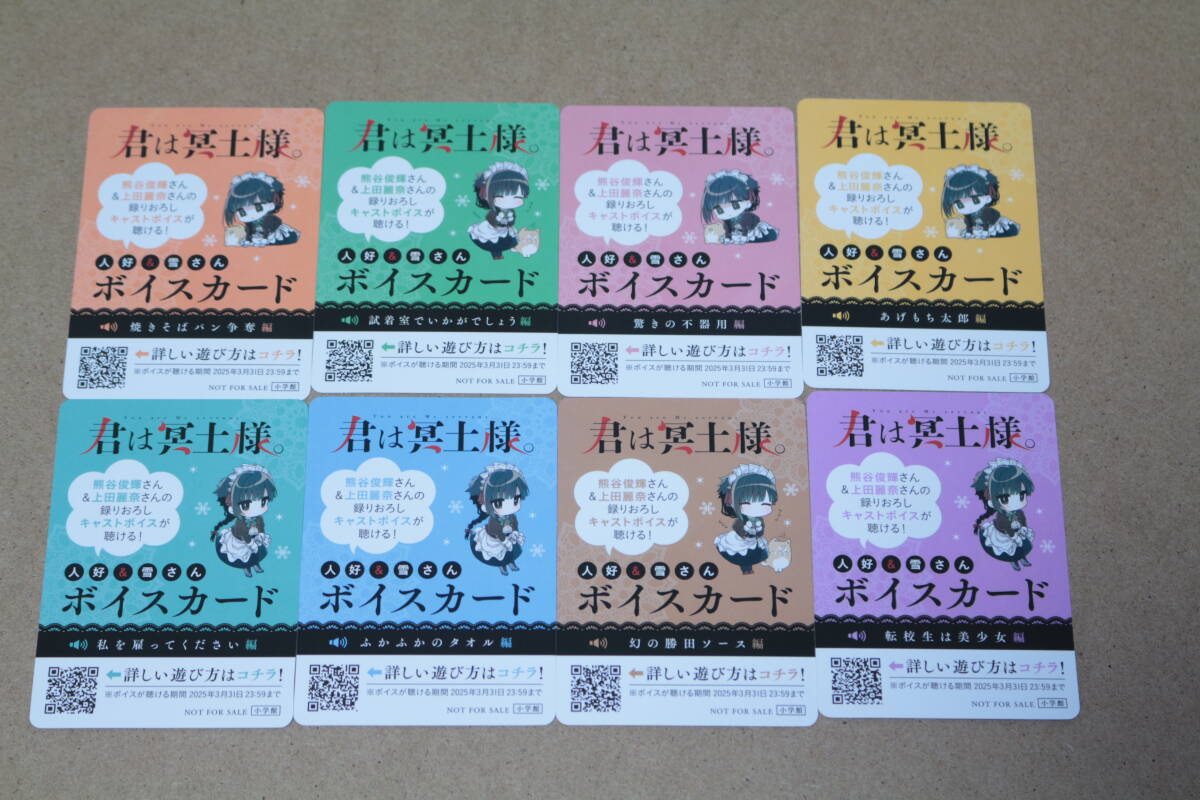 You are My servant
君は冥土様。
熊谷俊輝さん
&上田麗奈さんの
録りおろし
キャストボイスが
聴ける!
人好&雪さん
ボイスカード
焼きそばパン争奪編
詳しい遊び方はコチラ!
※ボイスが聴ける期間 2025年3月31日 23:59まで
NOT FOR SALE 小学館
You are My servant
君は冥土様。
熊谷俊輝さん
&上田麗奈さんの
録りおろし
キャストボイスが
聴ける!
人好&雪さん
ボイスカード
試着室でいかがでしょう編
詳しい遊び方はコチラ!
※ボイスが聴ける期間 2025年3月31日 23:59まで
NOT FOR SALE 小学館
You are My servant
君は冥土様。
熊谷俊輝さん
&上田麗奈さんの
録りおろし
キャストボイスが
聴ける!
人好&雪さん
ボイスカード
驚きの不器用編
詳しい遊び方はコチラ!
※ボイスが聴ける期間 2025年3月31日 23:59まで
NOT FOR SALE 小学館
You are My servant
君は冥土様。
熊谷俊輝さん
&上田麗奈さんの
録りおろし
キャストボイスが
聴ける!
人好&雪さん
ボイスカード
あげもち太郎編
詳しい遊び方はコチラ!
※ボイスが聴ける期間 2025年3月31日 23:59まで
NOT FOR SALE 小学館
You are My servant
君は冥土様。
熊谷俊輝さん
&上田麗奈さんの
録りおろし
キャストボイスが
聴ける!
人好&雪さん
ボイスカード
私を雇ってください編
詳しい遊び方はコチラ!
※ボイスが聴ける期間 2025年3月31日 23:59まで
NOT FOR SALE 小学館
You are My servant
君は冥土様。
熊谷俊輝さん
&上田麗奈さんの
録りおろし
キャストボイスが
聴ける!
人好&雪さん
ボイスカード
ふかふかのタオル編
詳しい遊び方はコチラ!
※ボイスが聴ける期間 2025年3月31日 23:59まで
NOT FOR SALE 小学館
You are My servant
君は冥土様。
熊谷俊輝さん
&上田麗奈さんの
録りおろし
キャストボイスが
聴ける!
人好&雪さん
ボイスカード
幻の勝田ソース編
詳しい遊び方はコチラ!
※ボイスが聴ける期間 2025年3月31日 23:59まで
NOT FOR SALE 小学館
You are My servant
君は冥土様。
熊谷俊輝さん
&上田麗奈さんの
録りおろし
キャストボイスが
聴ける!
人好&雪さん
ボイスカード
転校生は美少女編
詳しい遊び方はコチラ!
※ボイスが聴ける期間 2025年3月31日 23:59まで
NOT FOR SALE 小学館